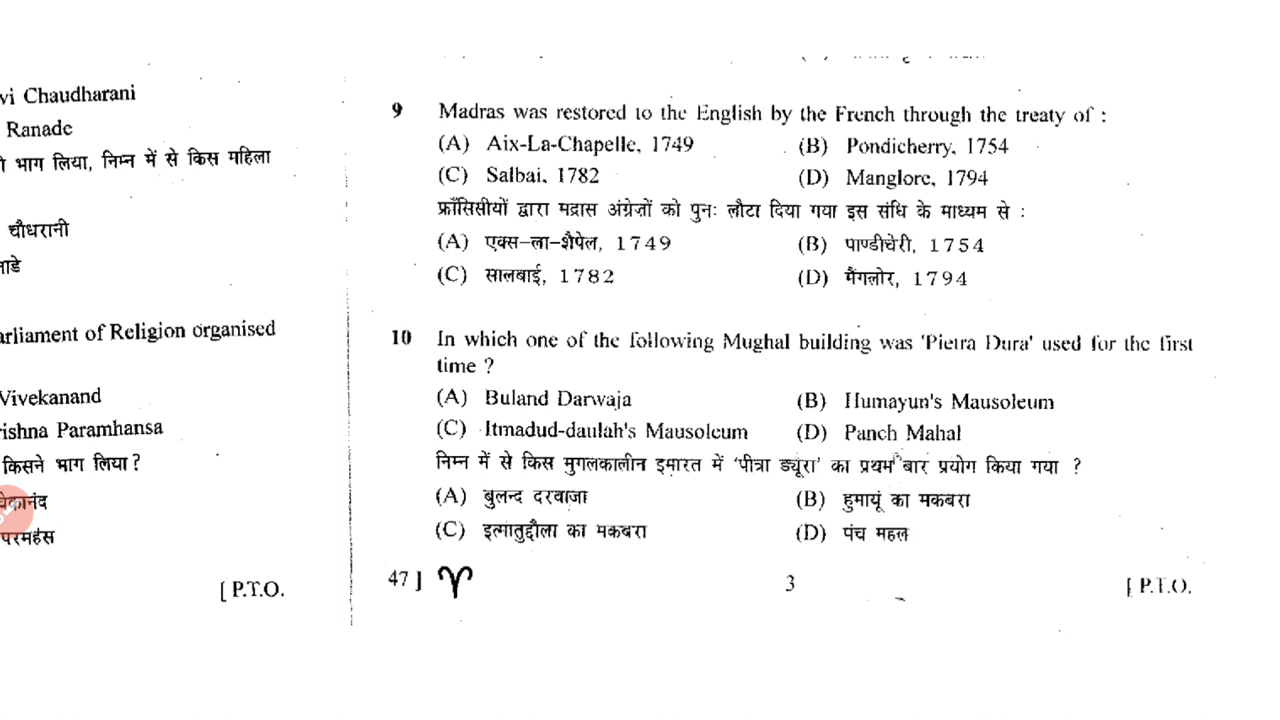 vi Chaudharani
Ranade
भाग लिया, निम्न में से किस महिला
चौधरानी
arliament of Religion organised
Vivekanand
rishna Paramhansa
किसने भाग लिया ?
परमहंस
[ P.T.O.
9 Madras was restored to the English by the French through the treaty of :
(A) Aix-La-Chapelle, 1749 (B) Pondicherry, 1754
(C) Salbai, 1782 (D) Manglore, 1794
फ्राँसिसीयों द्वारा मद्रास अंग्रेज़ों को पुनः लौटा दिया गया इस संधि के माध्यम से :
(A) एक्स-ला-शैपेल, 1749 (B) पाण्डीचेरी, 1754
(C) सालबाई, 1782 (D) मैंगलोर, 1794
10 In which one of the following Mughal building was 'Pietra Dura' used for the first
time ?
(A) Buland Darwaja (B) Humayun's Mausoleum
(C) Itmadud-daulah's Mausoleum (D) Panch Mahal
निम्न में से किस मुगलकालीन इमारत में 'पीत्रा ड्यूरा' का प्रथम बार प्रयोग किया गया ?
(A) बुलन्द दरवाजा (B) हुमायूं का मकबरा
(C) इत्मातुद्दौला का मकबरा (D) पंच महल
47 ] ♈ 3 [ P.T.O.